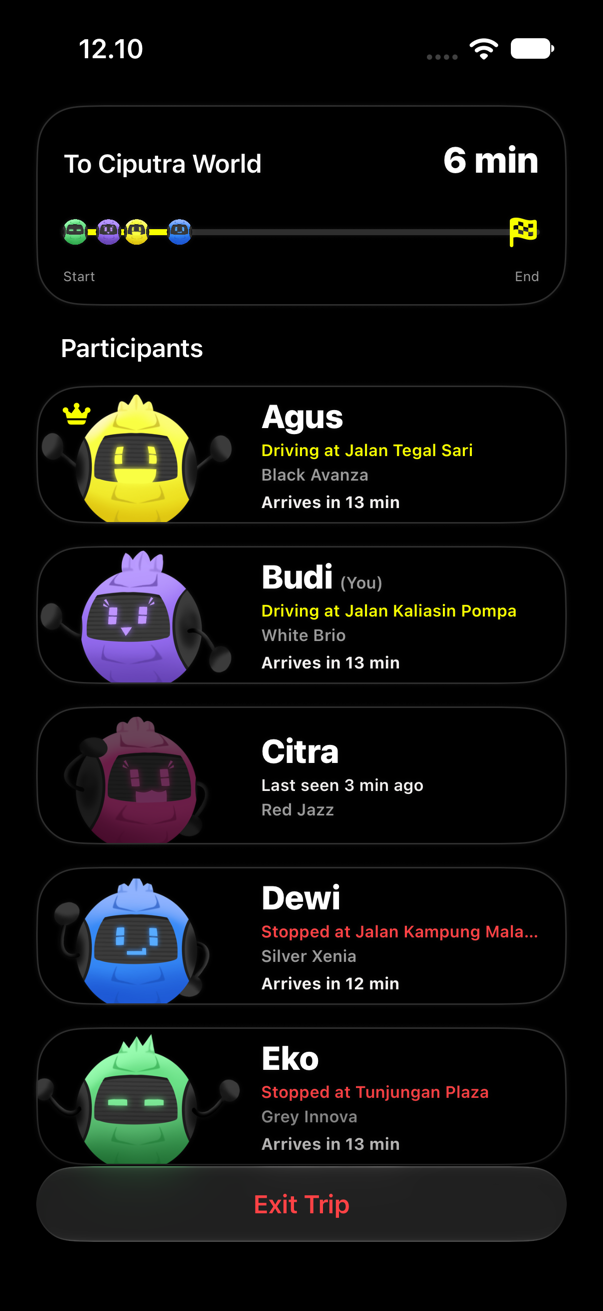 12.10
To Ciputra World
6 min
Start
End
Participants
Agus
Driving at Jalan Tegal Sari
Black Avanza
Arrives in 13 min
Budi (You)
Driving at Jalan Kaliasin Pompa
White Brio
Arrives in 13 min
Citra
Last seen 3 min ago
Red Jazz
Dewi
Stopped at Jalan Kampung Mala...
Silver Xenia
Arrives in 12 min
Eko
Stopped at Tunjungan Plaza
Grey Innova
Arrives in 13 min
Exit Trip